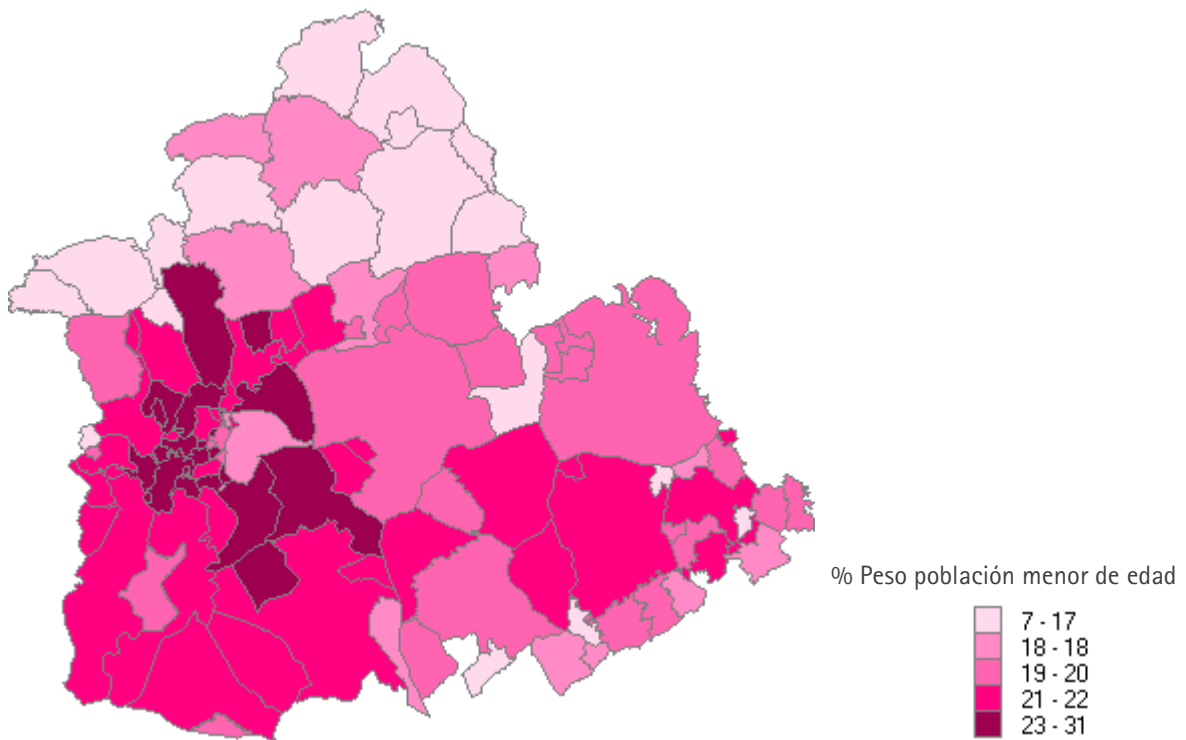 % Peso población menor de edad
7 - 17
18 - 18
19 - 20
21 - 22
23 - 31